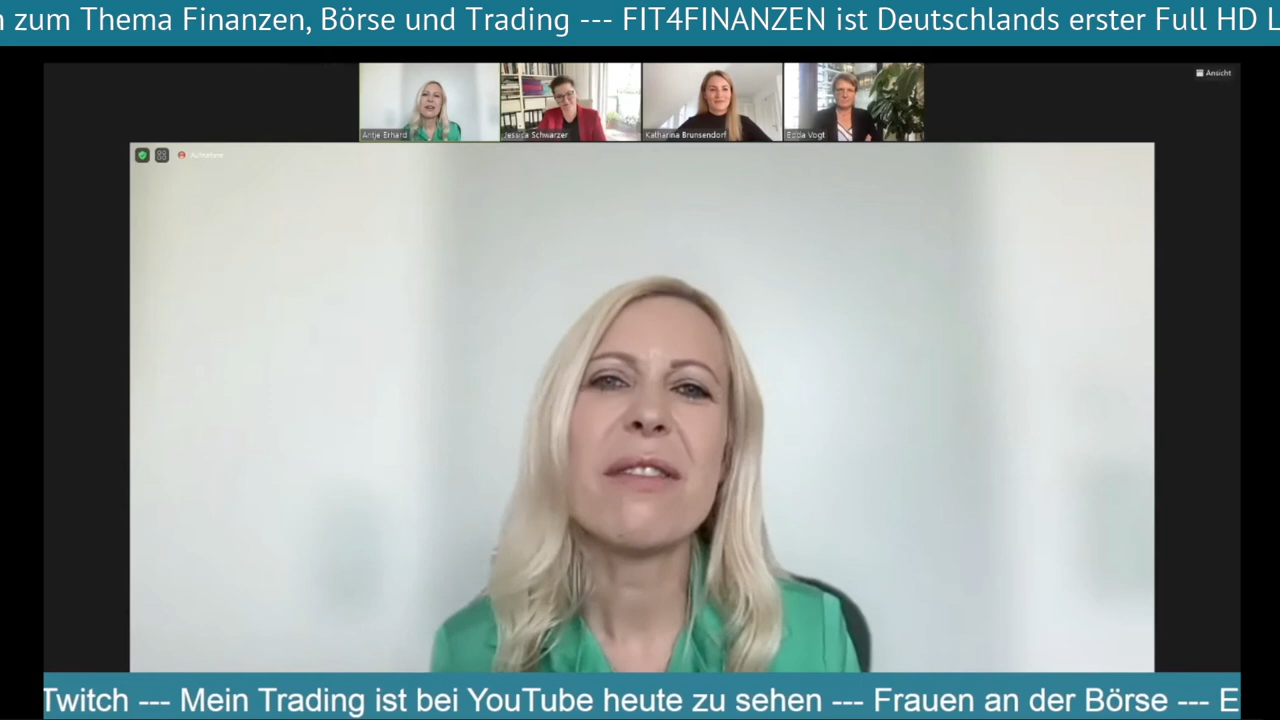 n zum Thema Finanzen, Börse und Trading --- FIT4FINANZEN ist Deutschlands erster Full HD L
Ansicht
Antje Erhard
Jessica Schwarzer
Katharina Brunsendorf
Edda Vogt
Aufnahme
Twitch --- Mein Trading ist bei YouTube heute zu sehen --- Frauen an der Börse --- E